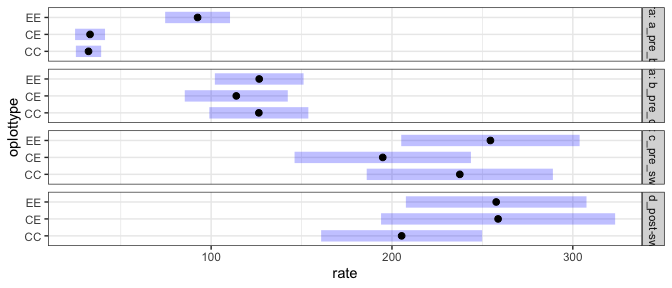 EE
CE
CC
a: a_pre_b
EE
CE
CC
a: b_pre_c
EE
CE
CC
: c_pre_sw
EE
CE
CC
d_post-sw
100
200
300
rate
oplottype